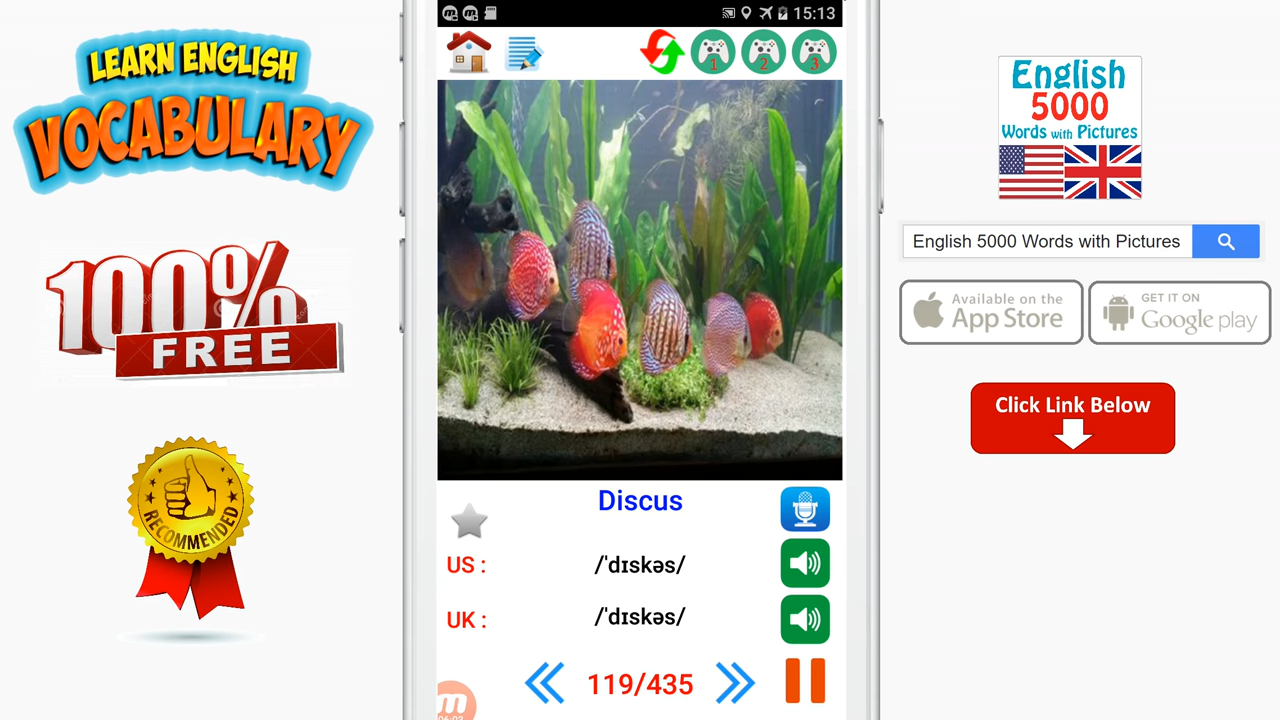 LEARN ENGLISH
VOCABULARY
100%
FREE
RECOMMENDED
15:13
1
2
3
Discus
US :
/ˈdɪskəs/
UK :
/ˈdɪskəs/
119/435
m
06:03
English
5000
Words with Pictures
English 5000 Words with Pictures
Available on the
App Store
GET IT ON
Google play
Click Link Below